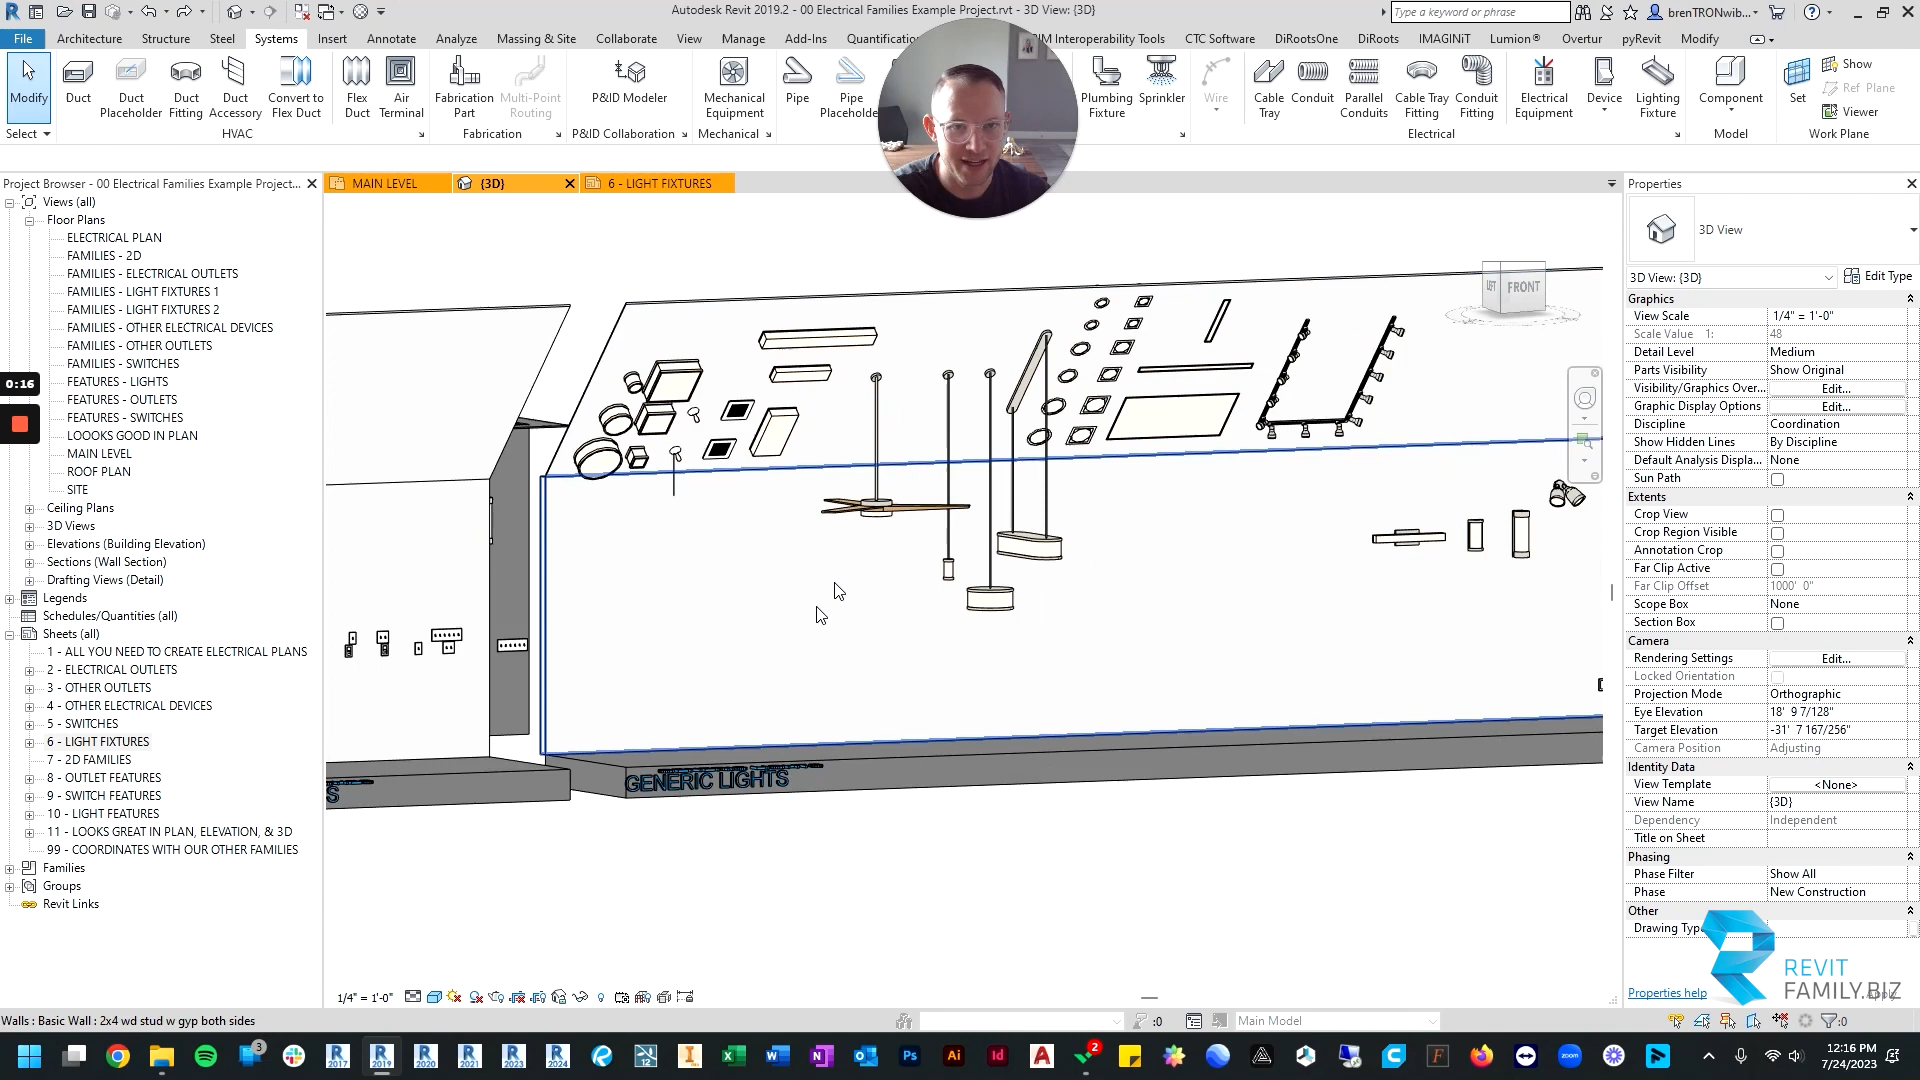 Autodesk Revit 2019.2 - 00 Electrical Families Example Project.rvt - 3D View: {3D}
Type a keyword or phrase
brenTRONwib...
File
Architecture
Structure
Steel
Systems
Insert
Annotate
Analyze
Massing & Site
Collaborate
View
Manage
Add-Ins
Quantification
IM Interoperability Tools
CTC Software
DiRootsOne
DiRoots
IMAGINiT
Lumion®
Overtur
pyRevit
Modify
Modify
Duct
Duct Placeholder
Duct Fitting
Duct Accessory
Convert to Flex Duct
Flex Duct
Air Terminal
Fabrication Part
Multi-Point Routing
P&ID Modeler
Mechanical Equipment
Pipe
Pipe Placeholde
Plumbing Fixture
Sprinkler
Wire
Cable Tray
Conduit
Parallel Conduits
Cable Tray Fitting
Conduit Fitting
Electrical Equipment
Device
Lighting Fixture
Component
Set
Show
Ref Plane
Viewer
Select
HVAC
Fabrication
P&ID Collaboration
Mechanical
Electrical
Model
Work Plane
Project Browser - 00 Electrical Families Example Project...
Views (all)
Floor Plans
ELECTRICAL PLAN
FAMILIES - 2D
FAMILIES - ELECTRICAL OUTLETS
FAMILIES - LIGHT FIXTURES 1
FAMILIES - LIGHT FIXTURES 2
FAMILIES - OTHER ELECTRICAL DEVICES
FAMILIES - OTHER OUTLETS
FAMILIES - SWITCHES
FEATURES - LIGHTS
FEATURES - OUTLETS
FEATURES - SWITCHES
LOOOKS GOOD IN PLAN
MAIN LEVEL
ROOF PLAN
SITE
Ceiling Plans
3D Views
Elevations (Building Elevation)
Sections (Wall Section)
Drafting Views (Detail)
Legends
Schedules/Quantities (all)
Sheets (all)
1 - ALL YOU NEED TO CREATE ELECTRICAL PLANS
2 - ELECTRICAL OUTLETS
3 - OTHER OUTLETS
4 - OTHER ELECTRICAL DEVICES
5 - SWITCHES
6 - LIGHT FIXTURES
7 - 2D FAMILIES
8 - OUTLET FEATURES
9 - SWITCH FEATURES
10 - LIGHT FEATURES
11 - LOOKS GREAT IN PLAN, ELEVATION, & 3D
99 - COORDINATES WITH OUR OTHER FAMILIES
Families
Groups
Revit Links
0:16
MAIN LEVEL
{3D}
6 - LIGHT FIXTURES
LEFT
FRONT
S
GENERIC LIGHTS
1/4" = 1'-0"
Properties
3D View
3D View: {3D}
Edit Type
Graphics
View Scale 1/4" = 1'-0"
Scale Value 1: 48
Detail Level Medium
Parts Visibility Show Original
Visibility/Graphics Over... Edit...
Graphic Display Options Edit...
Discipline Coordination
Show Hidden Lines By Discipline
Default Analysis Displa... None
Sun Path
Extents
Crop View
Crop Region Visible
Annotation Crop
Far Clip Active
Far Clip Offset 1000' 0"
Scope Box None
Section Box
Camera
Rendering Settings Edit...
Locked Orientation
Projection Mode Orthographic
Eye Elevation 18' 9 7/128"
Target Elevation -31' 7 167/256"
Camera Position Adjusting
Identity Data
View Template <None>
View Name {3D}
Dependency Independent
Title on Sheet
Phasing
Phase Filter Show All
Phase New Construction
Other
Drawing Typ
Properties help
REVIT
FAMILY.BIZ
Walls : Basic Wall : 2x4 wd stud w gyp both sides
:0
Main Model
:0
3
2017
2019
2020
2021
2023
2024
12
2
zoom
12:16 PM
7/24/2023